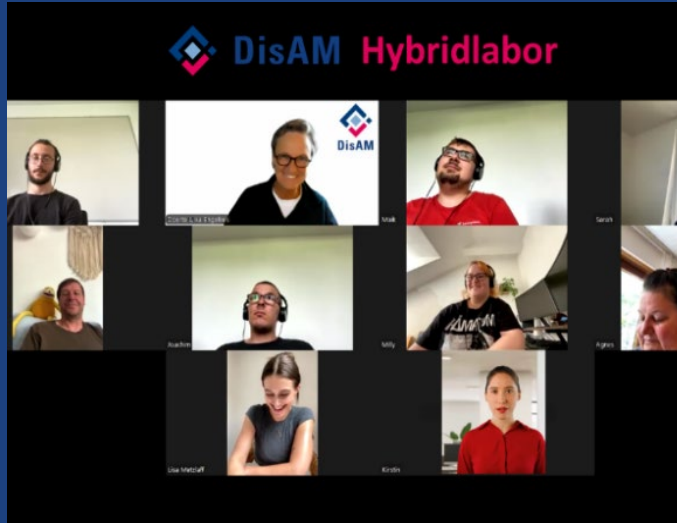 DisAM Hybridlabor
DisAM
Maik
Sarah
Joachim
Milly
Agnes
Lisa Metzlaff
Kirstin